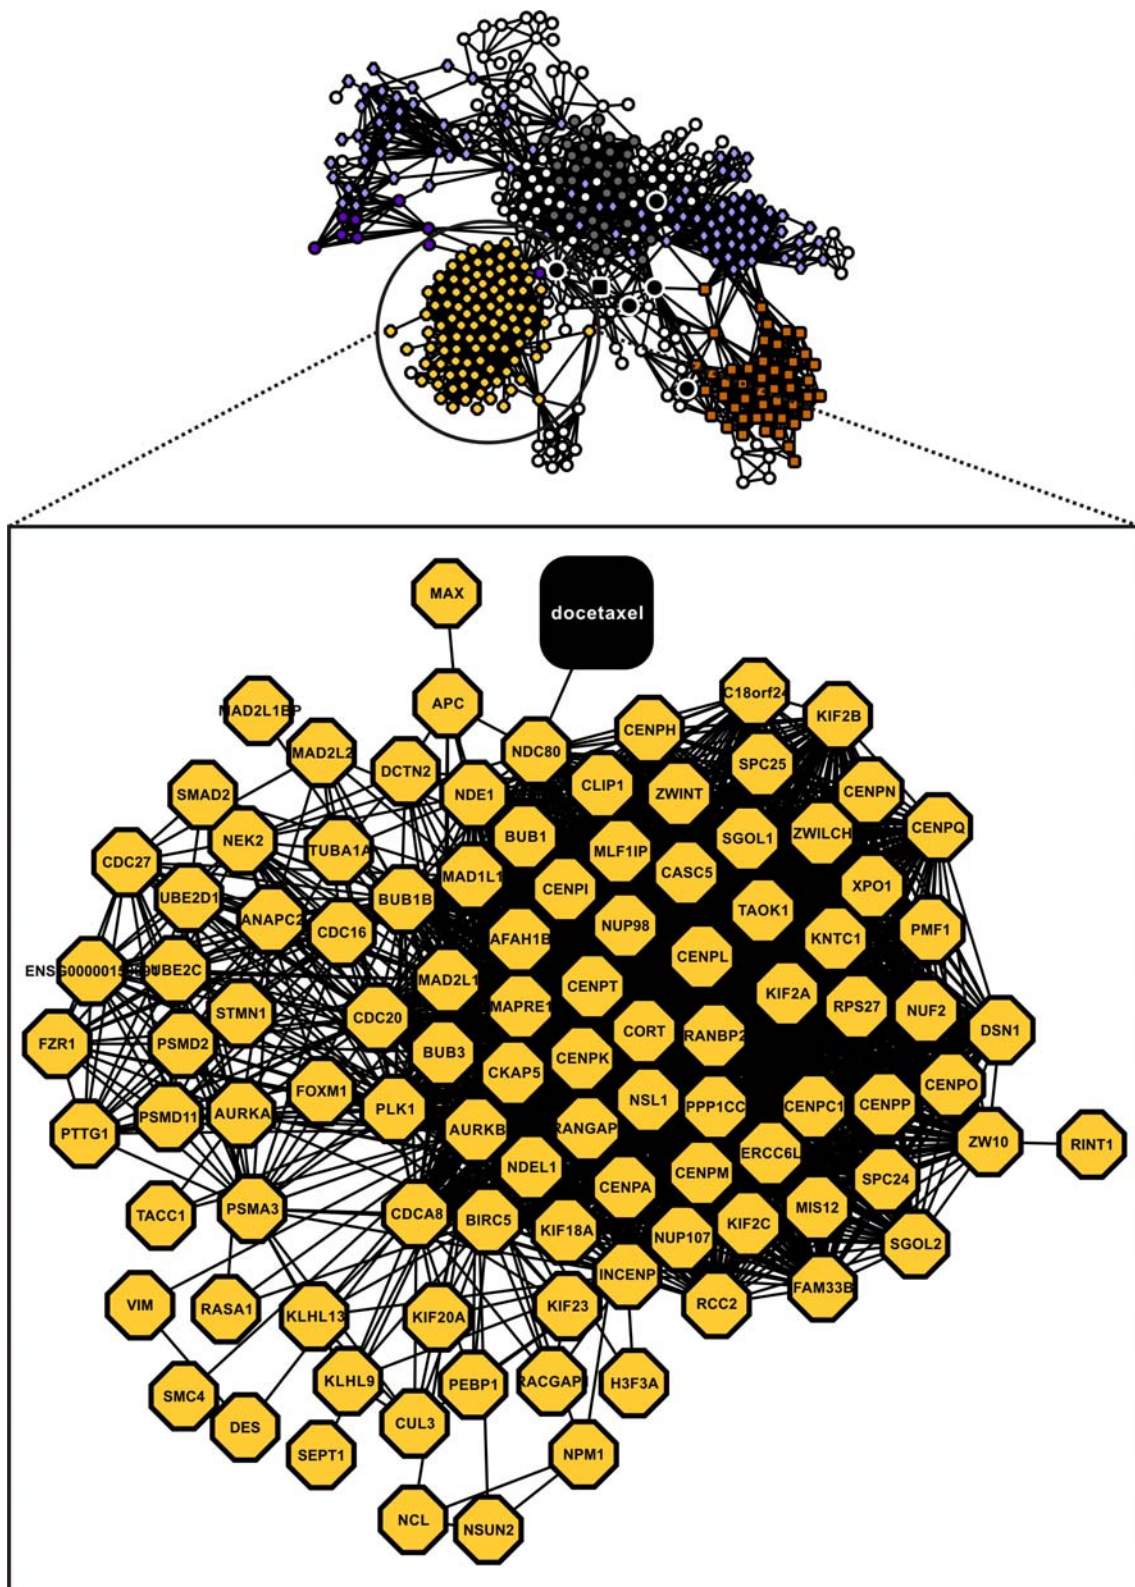 MAX
docetaxel
APC
C18orf24
MAD2L1BP
KIF2B
CENPH
MAD2L2
NDC80
DCTN2
SPC25
CLIP1
ZWINT
CENPN
SMAD2
NDE1
CENPQ
BUB1
SGOL1
ZWILCH
NEK2
TUBA1A
MLF1IP
CDC27
CASC5
MAD1L1
XPO1
CENPI
UBE2D1
BUB1B
TAOK1
ANAPC2
NUP98
PMF1
CDC16
AFAH1B
KNTC1
CENPL
ENSG0000015
UBE2C
MAD2L1
CENPT
KIF2A
MAPRE1
RPS27
NUF2
STMN1
CDC20
DSN1
CORT
RANBP2
FZR1
PSMD2
BUB3
CENPK
CKAP5
CENPO
FOXM1
NSL1
CENPP
PLK1
PPP1CC
CENPC1
AURKA
PSMD11
AURKB
RANGAP
PTTG1
ZW10
RINT1
ERCC6L
NDEL1
CENPM
SPC24
CENPA
PSMA3
MIS12
TACC1
CDCA8
BIRC5
KIF2C
KIF18A
NUP107
SGOL2
INCENP
FAM33B
VIM
RASA1
KLHL13
KIF20A
KIF23
RCC2
KLHL9
PEBP1
RACGAP1
H3F3A
SMC4
CUL3
DES
SEPT1
NPM1
NCL
NSUN2